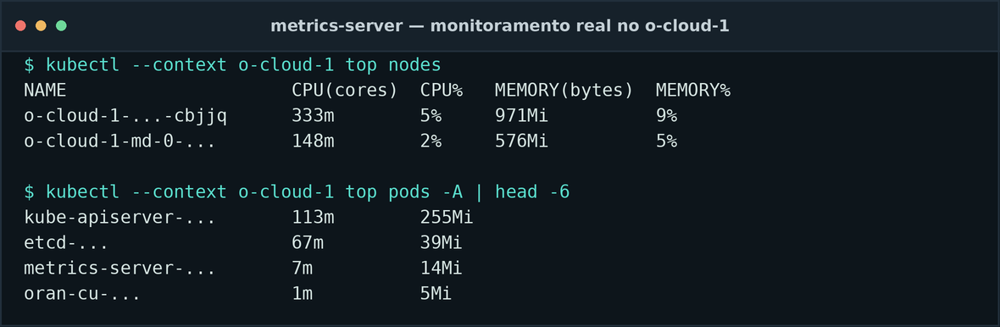 metrics-server — monitoramento real no o-cloud-1
$ kubectl --context o-cloud-1 top nodes
NAME CPU(cores) CPU% MEMORY(bytes) MEMORY%
o-cloud-1-...-cbjjq 333m 5% 971Mi 9%
o-cloud-1-md-0-... 148m 2% 576Mi 5%
$ kubectl --context o-cloud-1 top pods -A | head -6
kube-apiserver-... 113m 255Mi
etcd-... 67m 39Mi
metrics-server-... 7m 14Mi
oran-cu-... 1m 5Mi